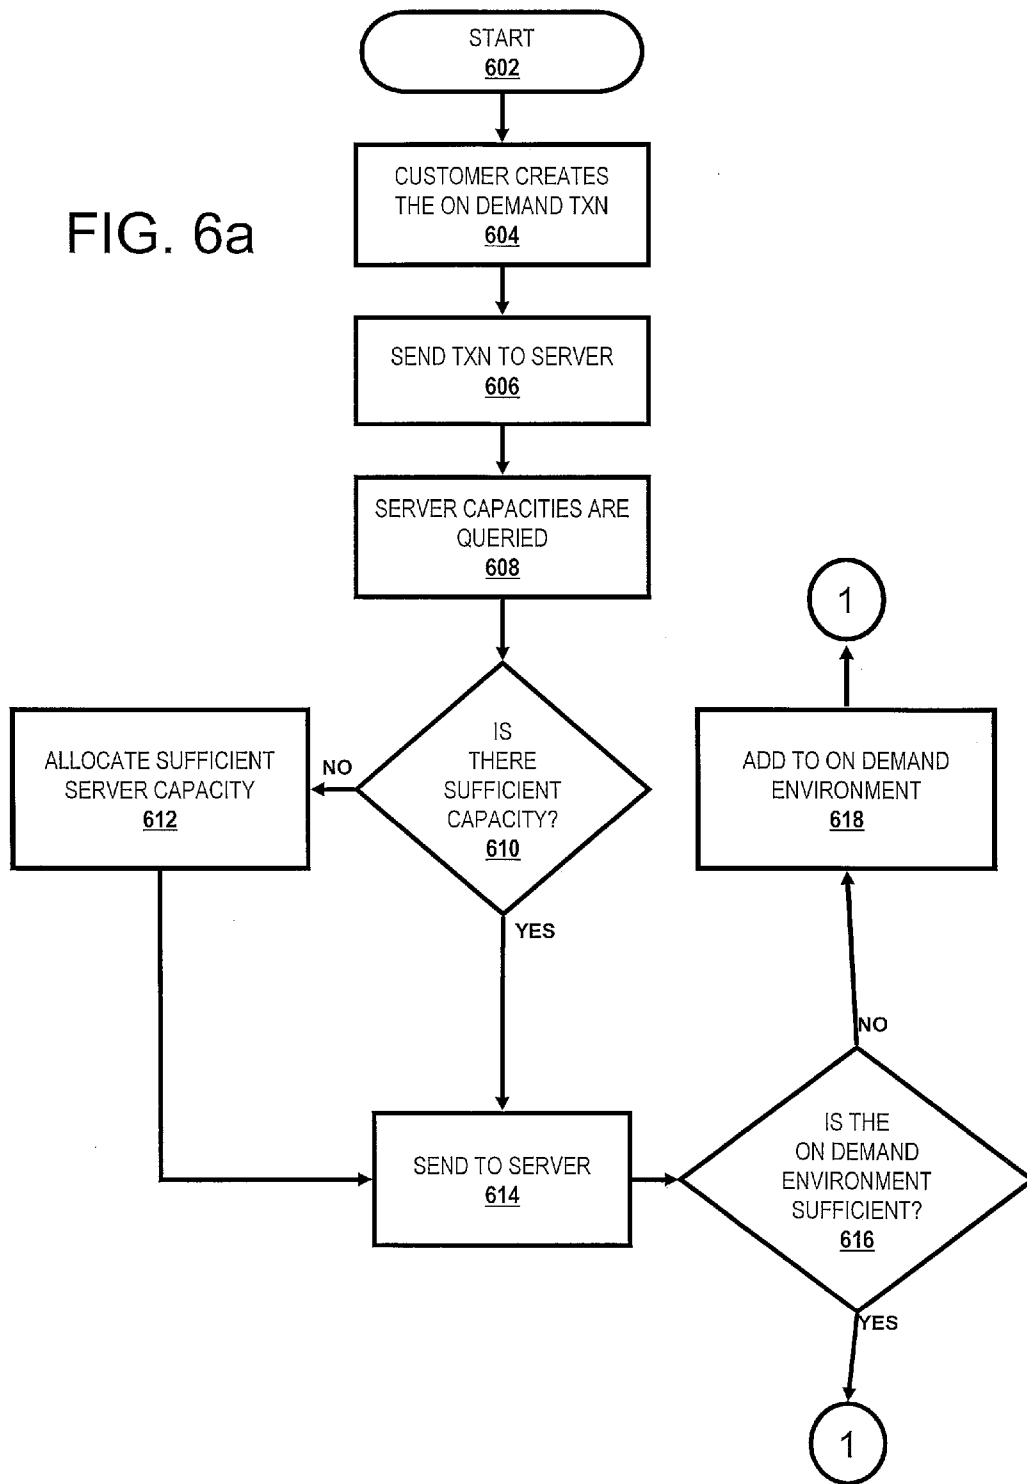 START
602
CUSTOMER CREATES
THE ON DEMAND TXN
604
FIG. 6a
SEND TXN TO SERVER
606
SERVER CAPACITIES ARE
QUERIED
608
1
IS
THERE
SUFFICIENT
CAPACITY?
610
NO
ALLOCATE SUFFICIENT
SERVER CAPACITY
612
ADD TO ON DEMAND
ENVIRONMENT
618
YES
NO
SEND TO SERVER
614
IS THE
ON DEMAND
ENVIRONMENT
SUFFICIENT?
616
YES
1